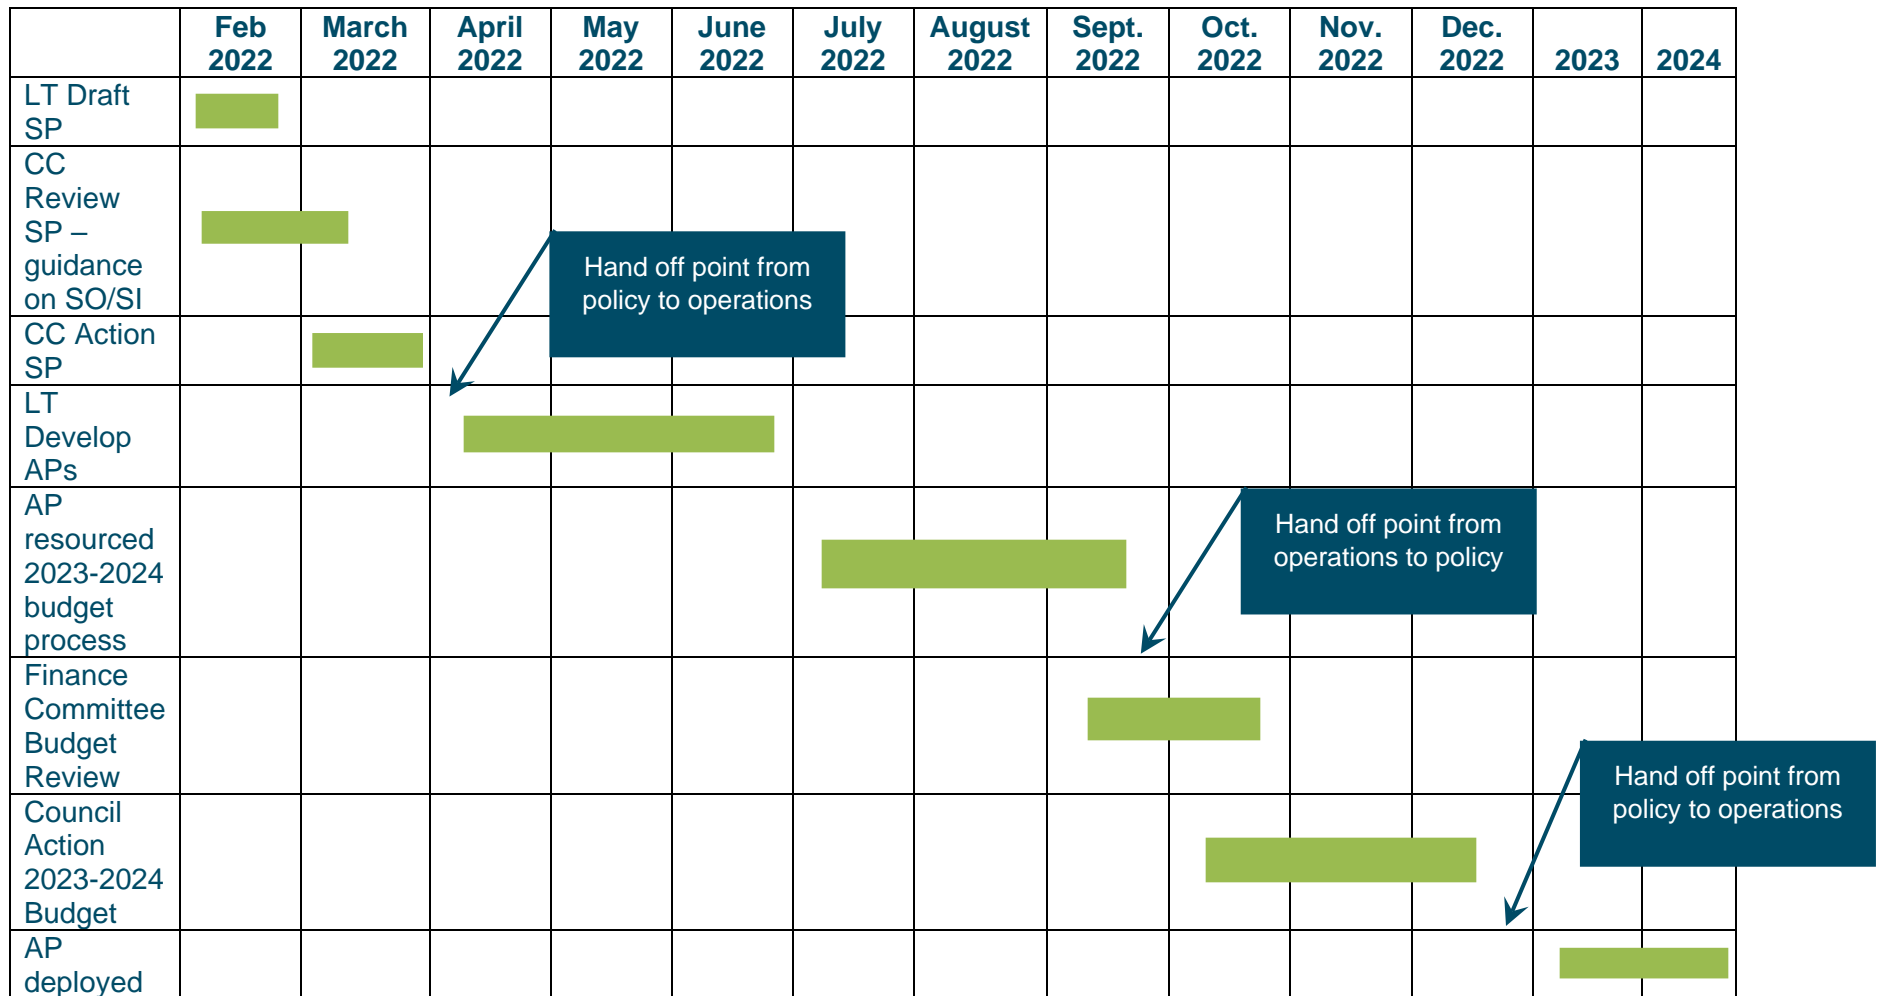 Feb 2022
March 2022
April 2022
May 2022
June 2022
July 2022
August 2022
Sept. 2022
Oct. 2022
Nov. 2022
Dec. 2022
2023
2024
LT Draft
SP
CC
Review
SP –
guidance
on SO/SI
Hand off point from
policy to operations
CC Action
SP
LT
Develop
APs
AP
resourced
2023-2024
budget
process
Hand off point from
operations to policy
Finance
Committee
Budget
Review
Hand off point from
policy to operations
Council
Action
2023-2024
Budget
AP
deployed